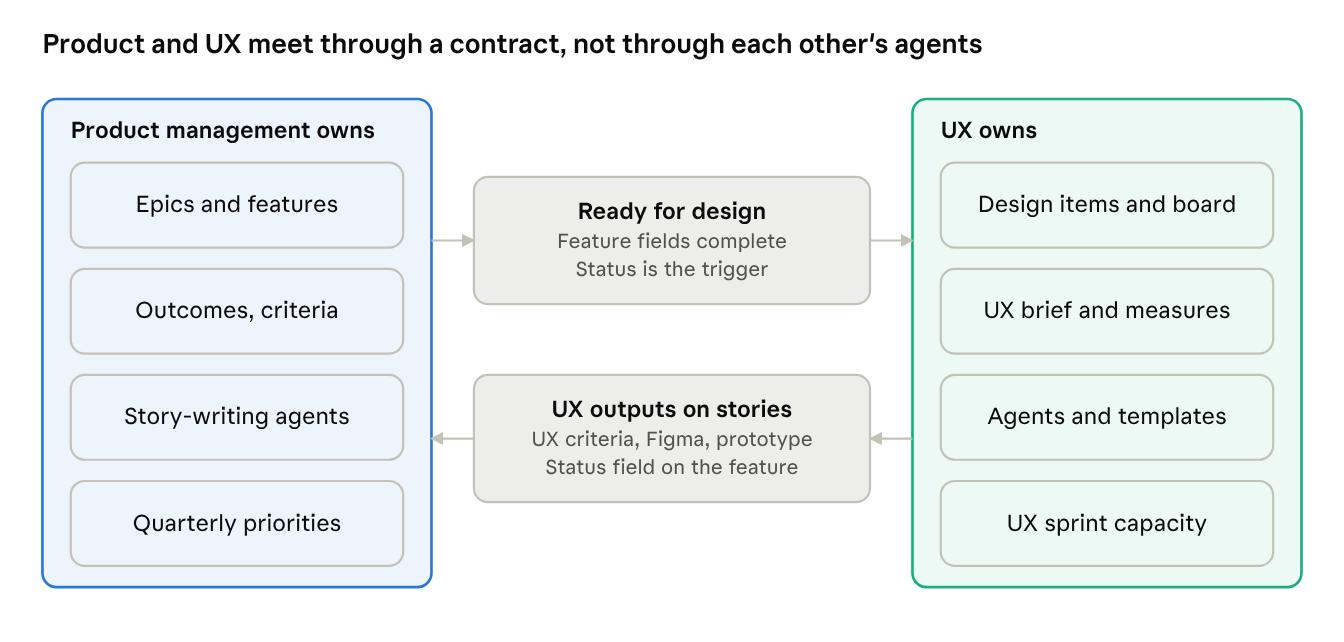 Product and UX meet through a contract, not through each other's agents
Product management owns
Epics and features
Outcomes, criteria
Story-writing agents
Quarterly priorities
Ready for design
Feature fields complete
Status is the trigger
UX outputs on stories
UX criteria, Figma, prototype
Status field on the feature
UX owns
Design items and board
UX brief and measures
Agents and templates
UX sprint capacity